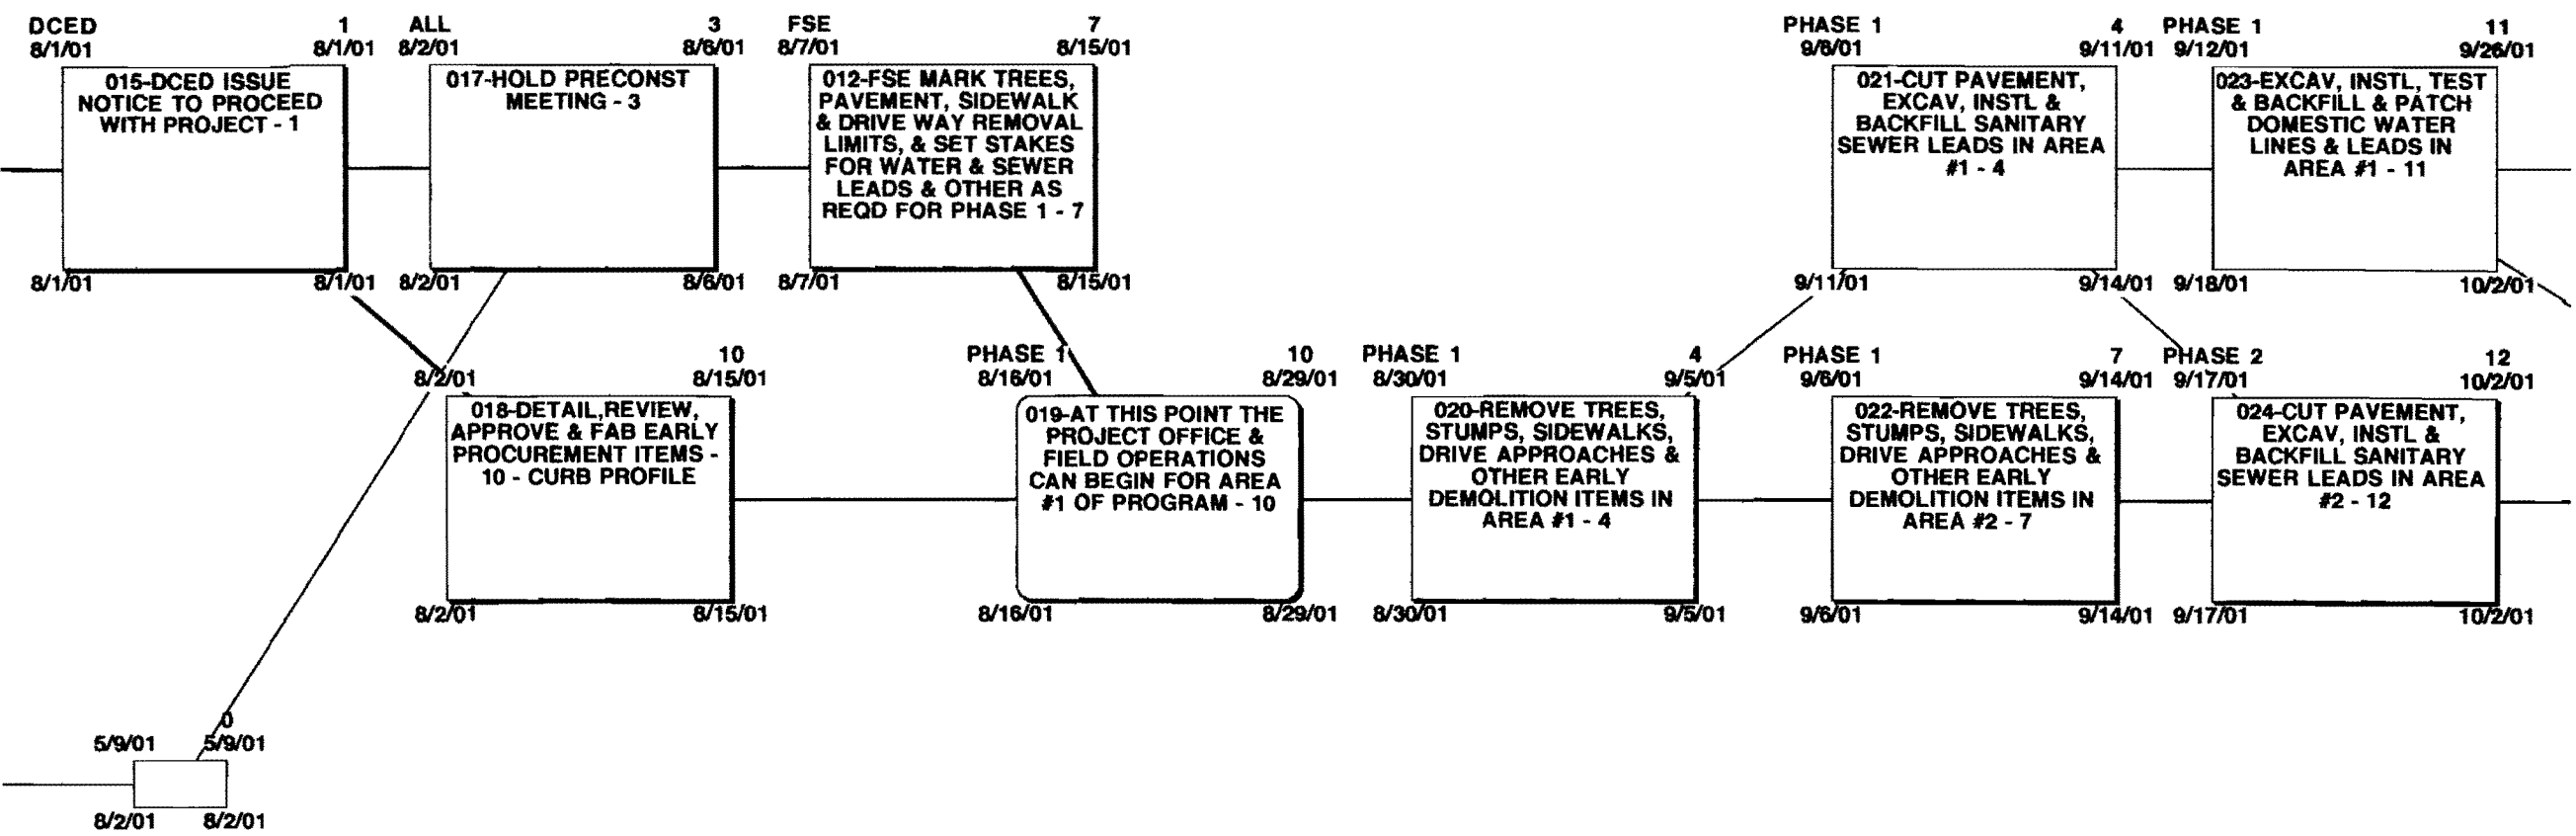 DCED 1
8/1/01 8/1/01
015-DCED ISSUE
NOTICE TO PROCEED
WITH PROJECT - 1
8/1/01 8/1/01
ALL 3
8/2/01 8/6/01
017-HOLD PRECONST
MEETING - 3
8/2/01 8/6/01
FSE 7
8/7/01 8/15/01
012-FSE MARK TREES,
PAVEMENT, SIDEWALK
& DRIVE WAY REMOVAL
LIMITS, & SET STAKES
FOR WATER & SEWER
LEADS & OTHER AS
REQD FOR PHASE 1 - 7
8/7/01 8/15/01
PHASE 1 4
9/6/01 9/11/01
021-CUT PAVEMENT,
EXCAV, INSTL &
BACKFILL SANITARY
SEWER LEADS IN AREA
#1 - 4
9/11/01 9/14/01
PHASE 1 11
9/12/01 9/26/01
023-EXCAV, INSTL, TEST
& BACKFILL & PATCH
DOMESTIC WATER
LINES & LEADS IN
AREA #1 - 11
9/18/01 10/2/01
10
8/2/01 8/15/01
018-DETAIL,REVIEW,
APPROVE & FAB EARLY
PROCUREMENT ITEMS -
10 - CURB PROFILE
8/2/01 8/15/01
PHASE 1 10
8/16/01 8/29/01
019-AT THIS POINT THE
PROJECT OFFICE &
FIELD OPERATIONS
CAN BEGIN FOR AREA
#1 OF PROGRAM - 10
8/16/01 8/29/01
PHASE 1 4
8/30/01 9/5/01
020-REMOVE TREES,
STUMPS, SIDEWALKS,
DRIVE APPROACHES &
OTHER EARLY
DEMOLITION ITEMS IN
AREA #1 - 4
8/30/01 9/5/01
PHASE 1 7
9/6/01 9/14/01
022-REMOVE TREES,
STUMPS, SIDEWALKS,
DRIVE APPROACHES &
OTHER EARLY
DEMOLITION ITEMS IN
AREA #2 - 7
9/6/01 9/14/01
PHASE 2 12
9/17/01 10/2/01
024-CUT PAVEMENT,
EXCAV, INSTL &
BACKFILL SANITARY
SEWER LEADS IN AREA
#2 - 12
9/17/01 10/2/01
0
5/9/01 5/9/01
8/2/01 8/2/01